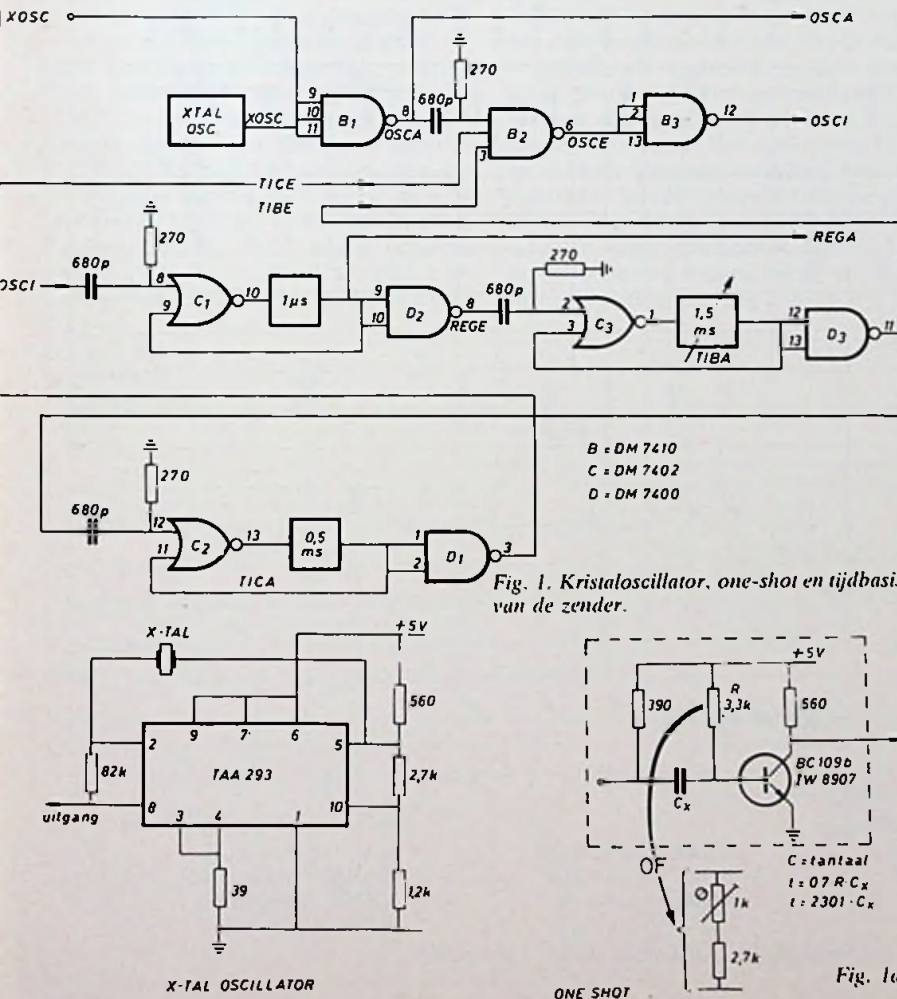 XOSC
OSCA
270
XTAL OSC
XOSC
9
10
11
B1
8
OSCA
680p
3
B2
6
OSCE
1
2
13
B3
12
OSCI
TICE
TIBE
REGA
OSCI
680p
270
8
9
C1
10
1µs
9
10
D2
8
REGE
680p
270
2
3
C3
1
1,5 ms
TIBA
12
13
D3
11
B = DM 7410
C = DM 7402
D = DM 7400
680p
270
12
11
C2
13
0,5 ms
TICA
1
2
D1
3
Fig. 1. Kristaloscillator, one-shot en tijdbasis
van de zender.
X-TAL
+5V
560
2,7k
1,2k
82k
uitgang
2
8
9
7
6
5
10
3
4
1
TAA 293
39
X-TAL OSCILLATOR
+5V
390
R
3,3k
560
Cx
BC109b
IW 8907
OF
1k
2,7k
C = tantaal
t = 07 R·Cx
t = 2301·Cx
ONE SHOT